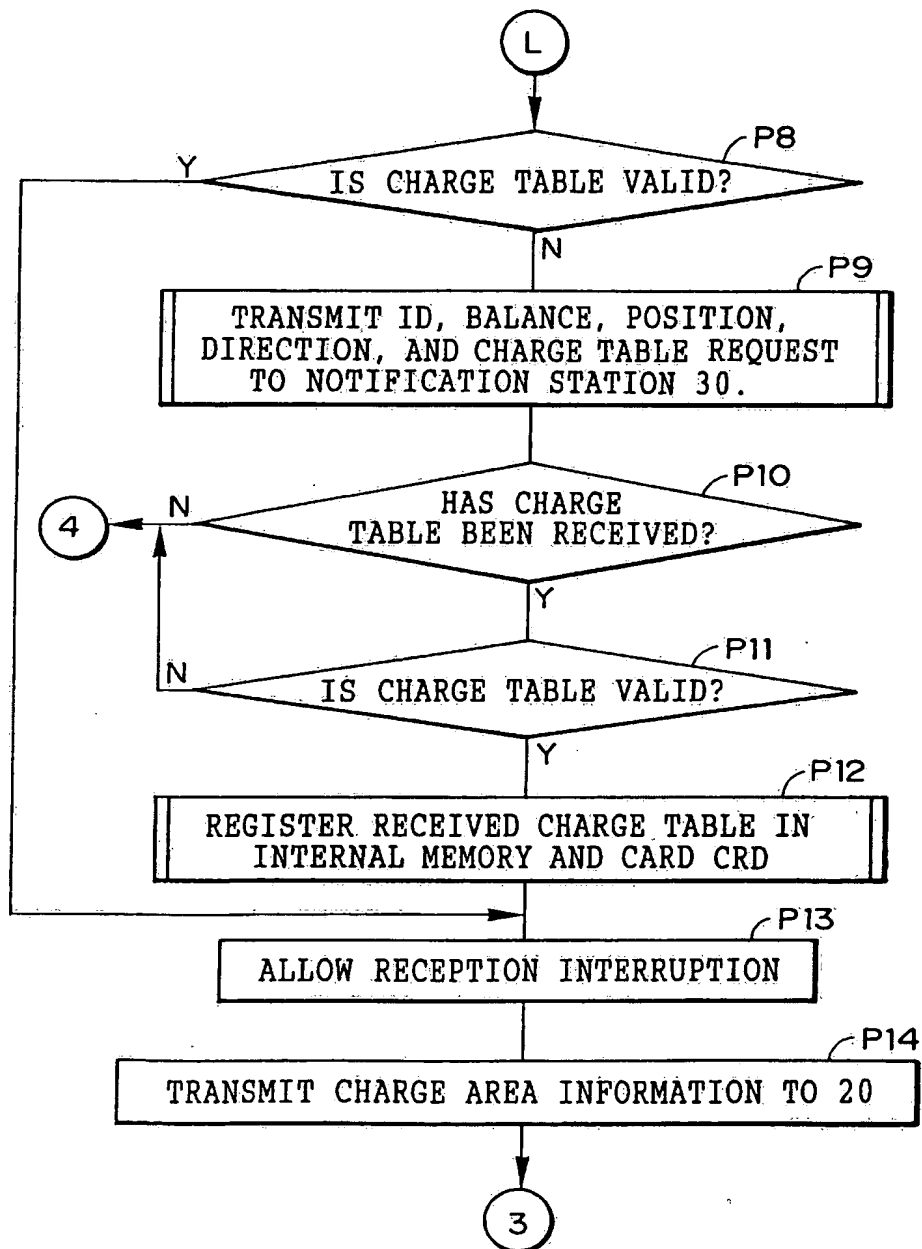 L
P8
Y
IS CHARGE TABLE VALID?
N
P9
TRANSMIT ID, BALANCE, POSITION,
DIRECTION, AND CHARGE TABLE REQUEST
TO NOTIFICATION STATION 30.
P10
N
HAS CHARGE
TABLE BEEN RECEIVED?
4
Y
P11
N
IS CHARGE TABLE VALID?
Y
P12
REGISTER RECEIVED CHARGE TABLE IN
INTERNAL MEMORY AND CARD CRD
P13
ALLOW RECEPTION INTERRUPTION
P14
TRANSMIT CHARGE AREA INFORMATION TO 20
3